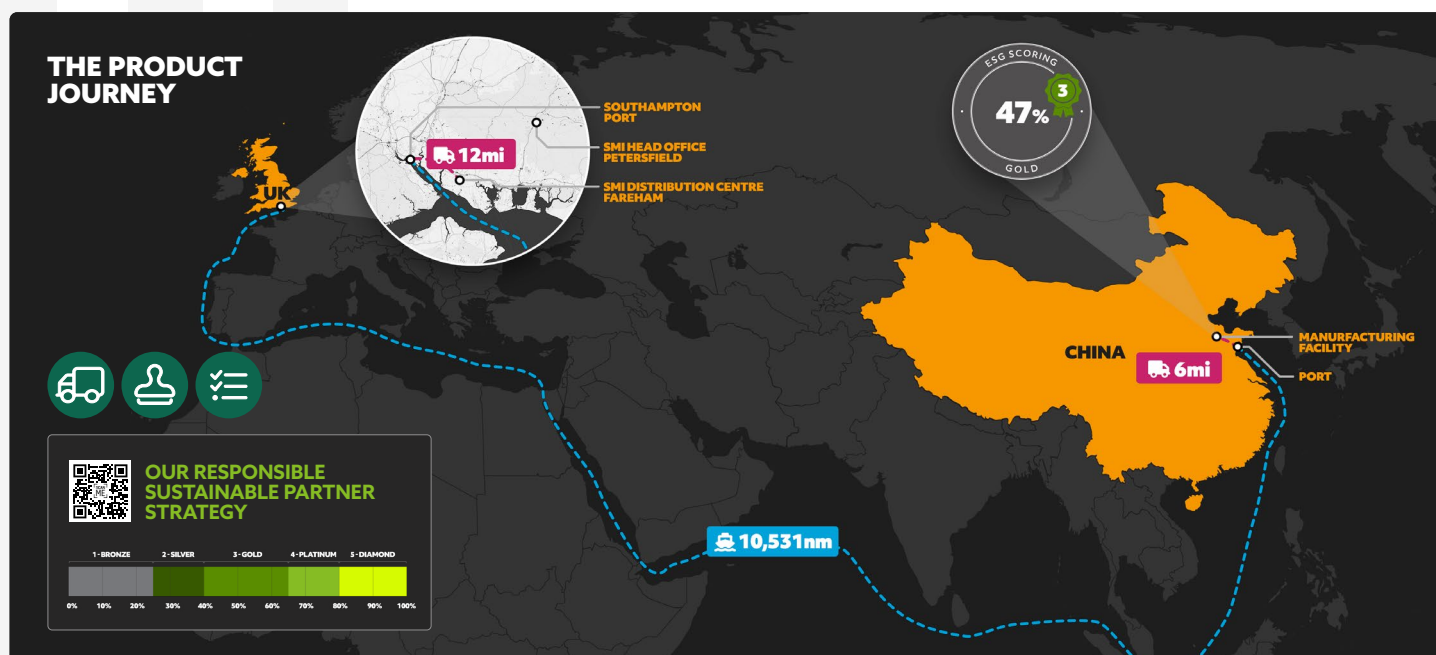 THE PRODUCT
JOURNEY
SOUTHAMPTON
PORT
SMI HEAD OFFICE
PETERSFIELD
SMI DISTRIBUTION CENTRE
FAREHAM
12mi
UK
ESG SCORING
47%
3
GOLD
CHINA
6mi
MANURFACTURING
FACILITY
PORT
10,531nm
SCAN
ME
OUR RESPONSIBLE
SUSTAINABLE PARTNER
STRATEGY
1-BRONZE 2-SILVER 3-GOLD 4-PLATINUM 5-DIAMOND
0% 10% 20% 30% 40% 50% 60% 70% 80% 90% 100%